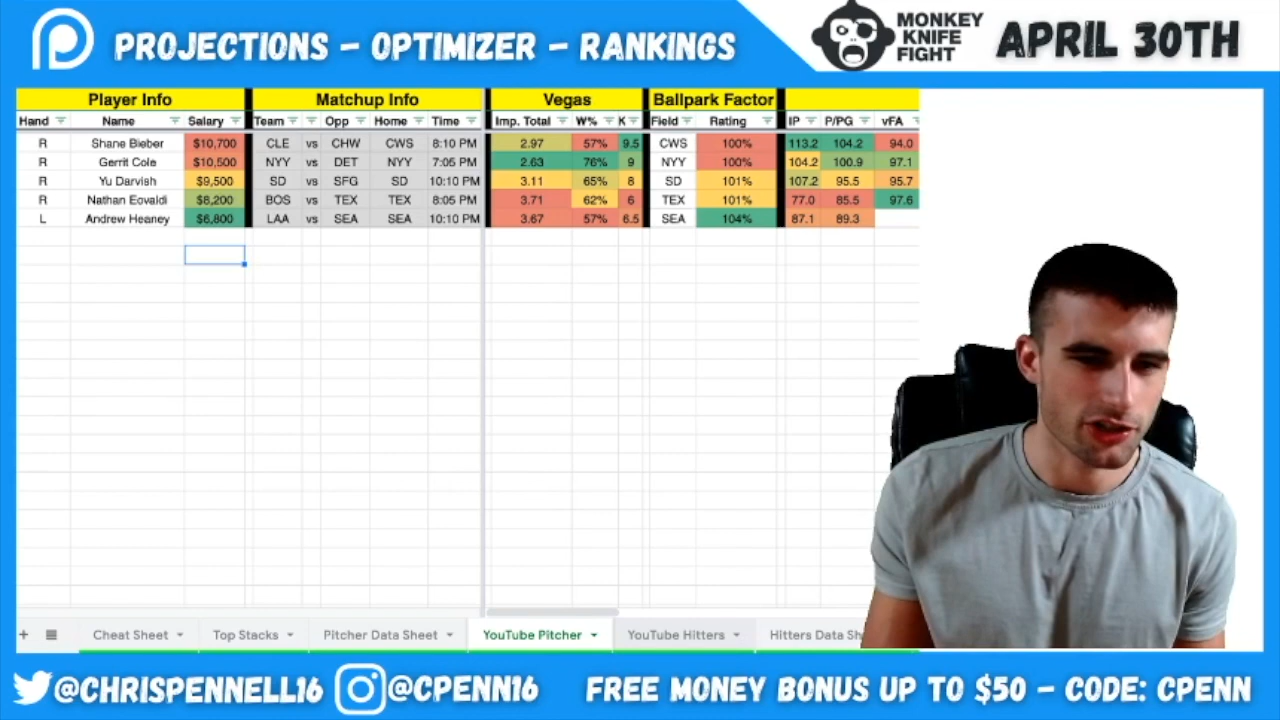 PROJECTIONS - OPTIMIZER - RANKINGS
MONKEY
KNIFE
FIGHT
APRIL 30TH
Player Info Matchup Info Vegas Ballpark Factor
Hand Name Salary Team Opp Home Time Imp. Total W% K Field Rating IP P/PG vFA
R Shane Bieber $10,700 CLE vs CHW CWS 8:10 PM 2.97 57% 9.5 CWS 100% 113.2 104.2 94.0
R Gerrit Cole $10,500 NYY vs DET NYY 7:05 PM 2.63 76% 9 NYY 100% 104.2 100.9 97.1
R Yu Darvish $9,500 SD vs SFG SD 10:10 PM 3.11 65% 8 SD 101% 107.2 95.5 95.7
R Nathan Eovaldi $8,200 BOS vs TEX TEX 8:05 PM 3.71 62% 6 TEX 101% 77.0 85.5 97.6
L Andrew Heaney $6,800 LAA vs SEA SEA 10:10 PM 3.67 57% 6.5 SEA 104% 87.1 89.3
+ Cheat Sheet Top Stacks Pitcher Data Sheet YouTube Pitcher YouTube Hitters Hitters Data Sh
@CHRISPENNELL16 @CPENN16 FREE MONEY BONUS UP TO $50 - CODE: CPENN